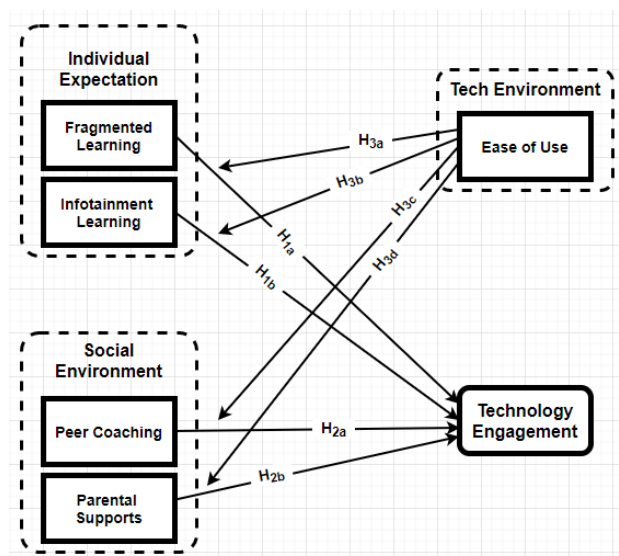 Individual
Expectation
Fragmented
Learning
Infotainment
Learning
Tech Environment
Ease of Use
H3a
H3b
H3c
H3d
H1a
H1b
Social
Environment
Peer Coaching
Parental
Supports
H2a
H2b
Technology
Engagement